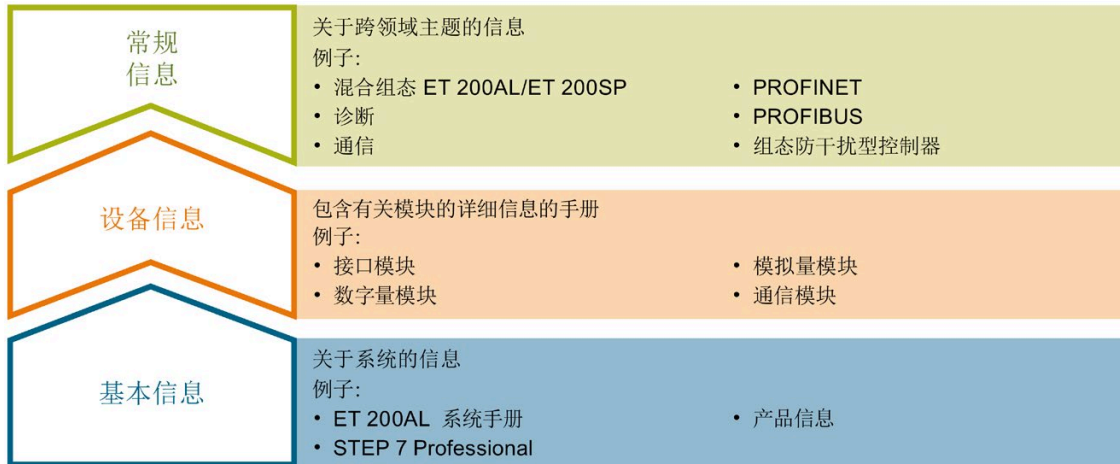 常规
信息
关于跨领域主题的信息
例子:
• 混合组态 ET 200AL/ET 200SP
• 诊断
• 通信
• PROFINET
• PROFIBUS
• 组态防干扰型控制器
设备信息
包含有关模块的详细信息的手册
例子:
• 接口模块
• 数字量模块
• 模拟量模块
• 通信模块
基本信息
关于系统的信息
例子:
• ET 200AL 系统手册
• STEP 7 Professional
• 产品信息